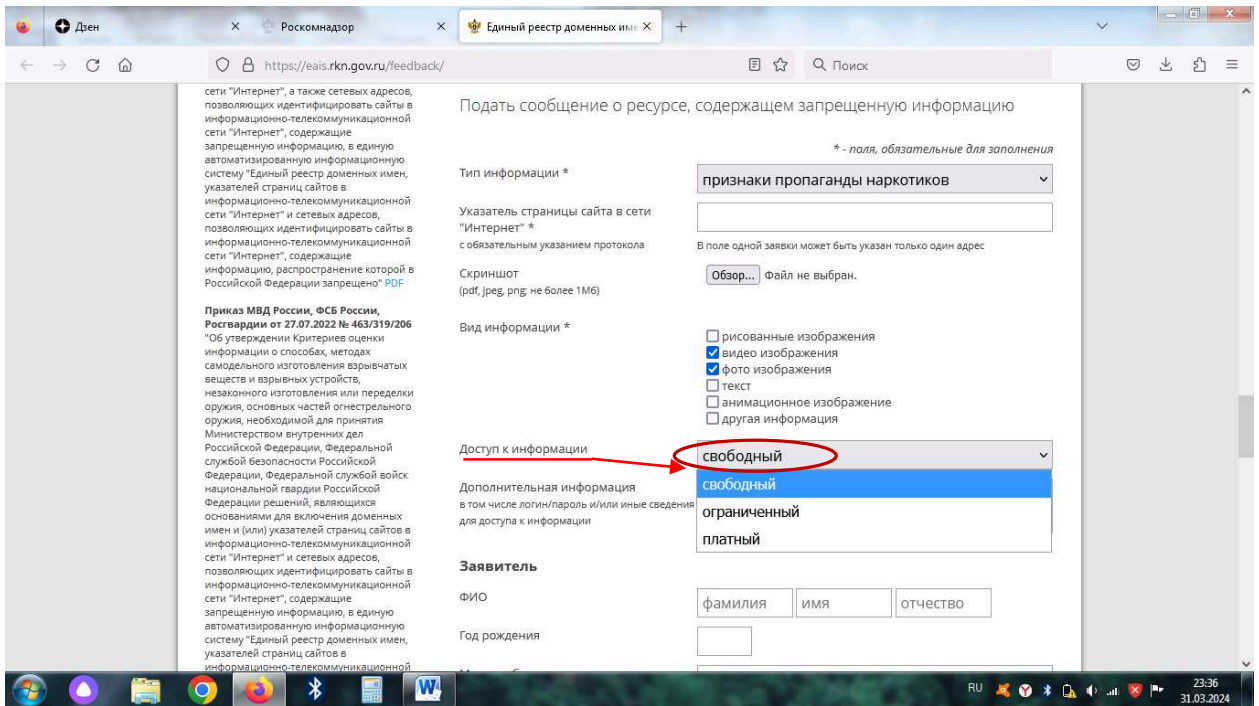 Дзен
Роскомнадзор
Единый реестр доменных име
https://eais.rkn.gov.ru/feedback/
Поиск
сети "Интернет", а также сетевых адресов,
позволяющих идентифицировать сайты в
информационно-телекоммуникационной
сети "Интернет", содержащие
запрещенную информацию, в единую
автоматизированную информационную
систему "Единый реестр доменных имен,
указателей страниц сайтов в
информационно-телекоммуникационной
сети "Интернет" и сетевых адресов,
позволяющих идентифицировать сайты в
информационно-телекоммуникационной
сети "Интернет", содержащие
информацию, распространение которой в
Российской Федерации запрещено" PDF
Приказ МВД России, ФСБ России,
Росгвардии от 27.07.2022 № 463/319/206
"Об утверждении Критериев оценки
информации о способах, методах
самодельного изготовления взрывчатых
веществ и взрывных устройств,
незаконного изготовления или переделки
оружия, основных частей огнестрельного
оружия, необходимой для принятия
Министерством внутренних дел
Российской Федерации, Федеральной
службой безопасности Российской
Федерации, Федеральной службой войск
национальной гвардии Российской
Федерации решений, являющихся
основаниями для включения доменных
имен и (или) указателей страниц сайтов в
информационно-телекоммуникационной
сети "Интернет" и сетевых адресов,
позволяющих идентифицировать сайты в
информационно-телекоммуникационной
сети "Интернет", содержащие
запрещенную информацию, в единую
автоматизированную информационную
систему "Единый реестр доменных имен,
указателей страниц сайтов в
информационно-телекоммуникационной
Подать сообщение о ресурсе, содержащем запрещенную информацию
* - поля, обязательные для заполнения
Тип информации *
признаки пропаганды наркотиков
Указатель страницы сайта в сети
"Интернет" *
с обязательным указанием протокола
В поле одной заявки может быть указан только один адрес
Скриншот
(pdf, jpeg, png; не более 1Мб)
Обзор... Файл не выбран.
Вид информации *
рисованные изображения
видео изображения
фото изображения
текст
анимационное изображение
другая информация
Доступ к информации
свободный
свободный
ограниченный
платный
Дополнительная информация
в том числе логин/пароль и/или иные сведения
для доступа к информации
Заявитель
ФИО
фамилия имя отчество
Год рождения
RU
23:36
31.03.2024